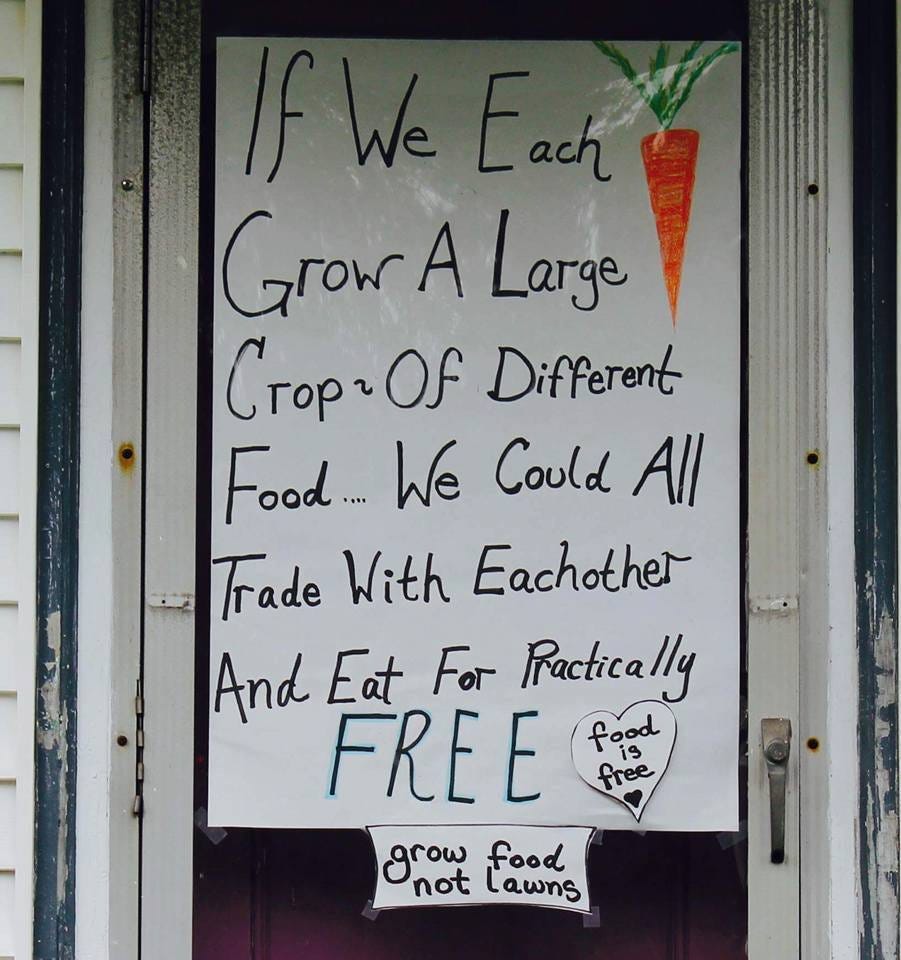 If We Each
Grow A Large
Crop~Of Different
Food.... We Could All
Trade With Eachother
And Eat For Practically
FREE
food
is
free
grow food
not lawns